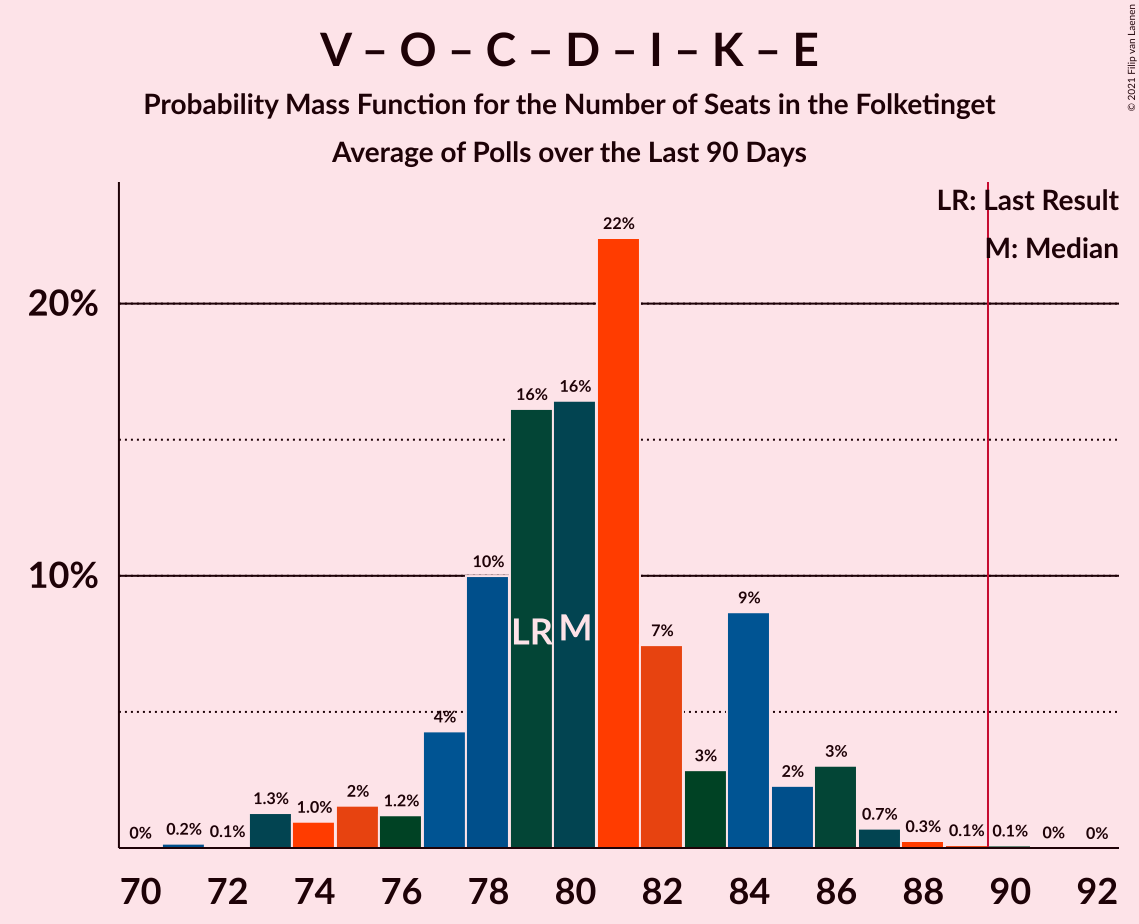 V – O – C – D – I – K – E
Probability Mass Function for the Number of Seats in the Folketinget
Average of Polls over the Last 90 Days
© 2021 Filip van Laenen
LR: Last Result
M: Median
20%
10%
0%
0.2%
0.1%
1.3%
1.0%
2%
1.2%
4%
10%
16%
16%
22%
7%
3%
9%
2%
3%
0.7%
0.3%
0.1%
0.1%
0%
0%
LR
M
70 72 74 76 78 80 82 84 86 88 90 92